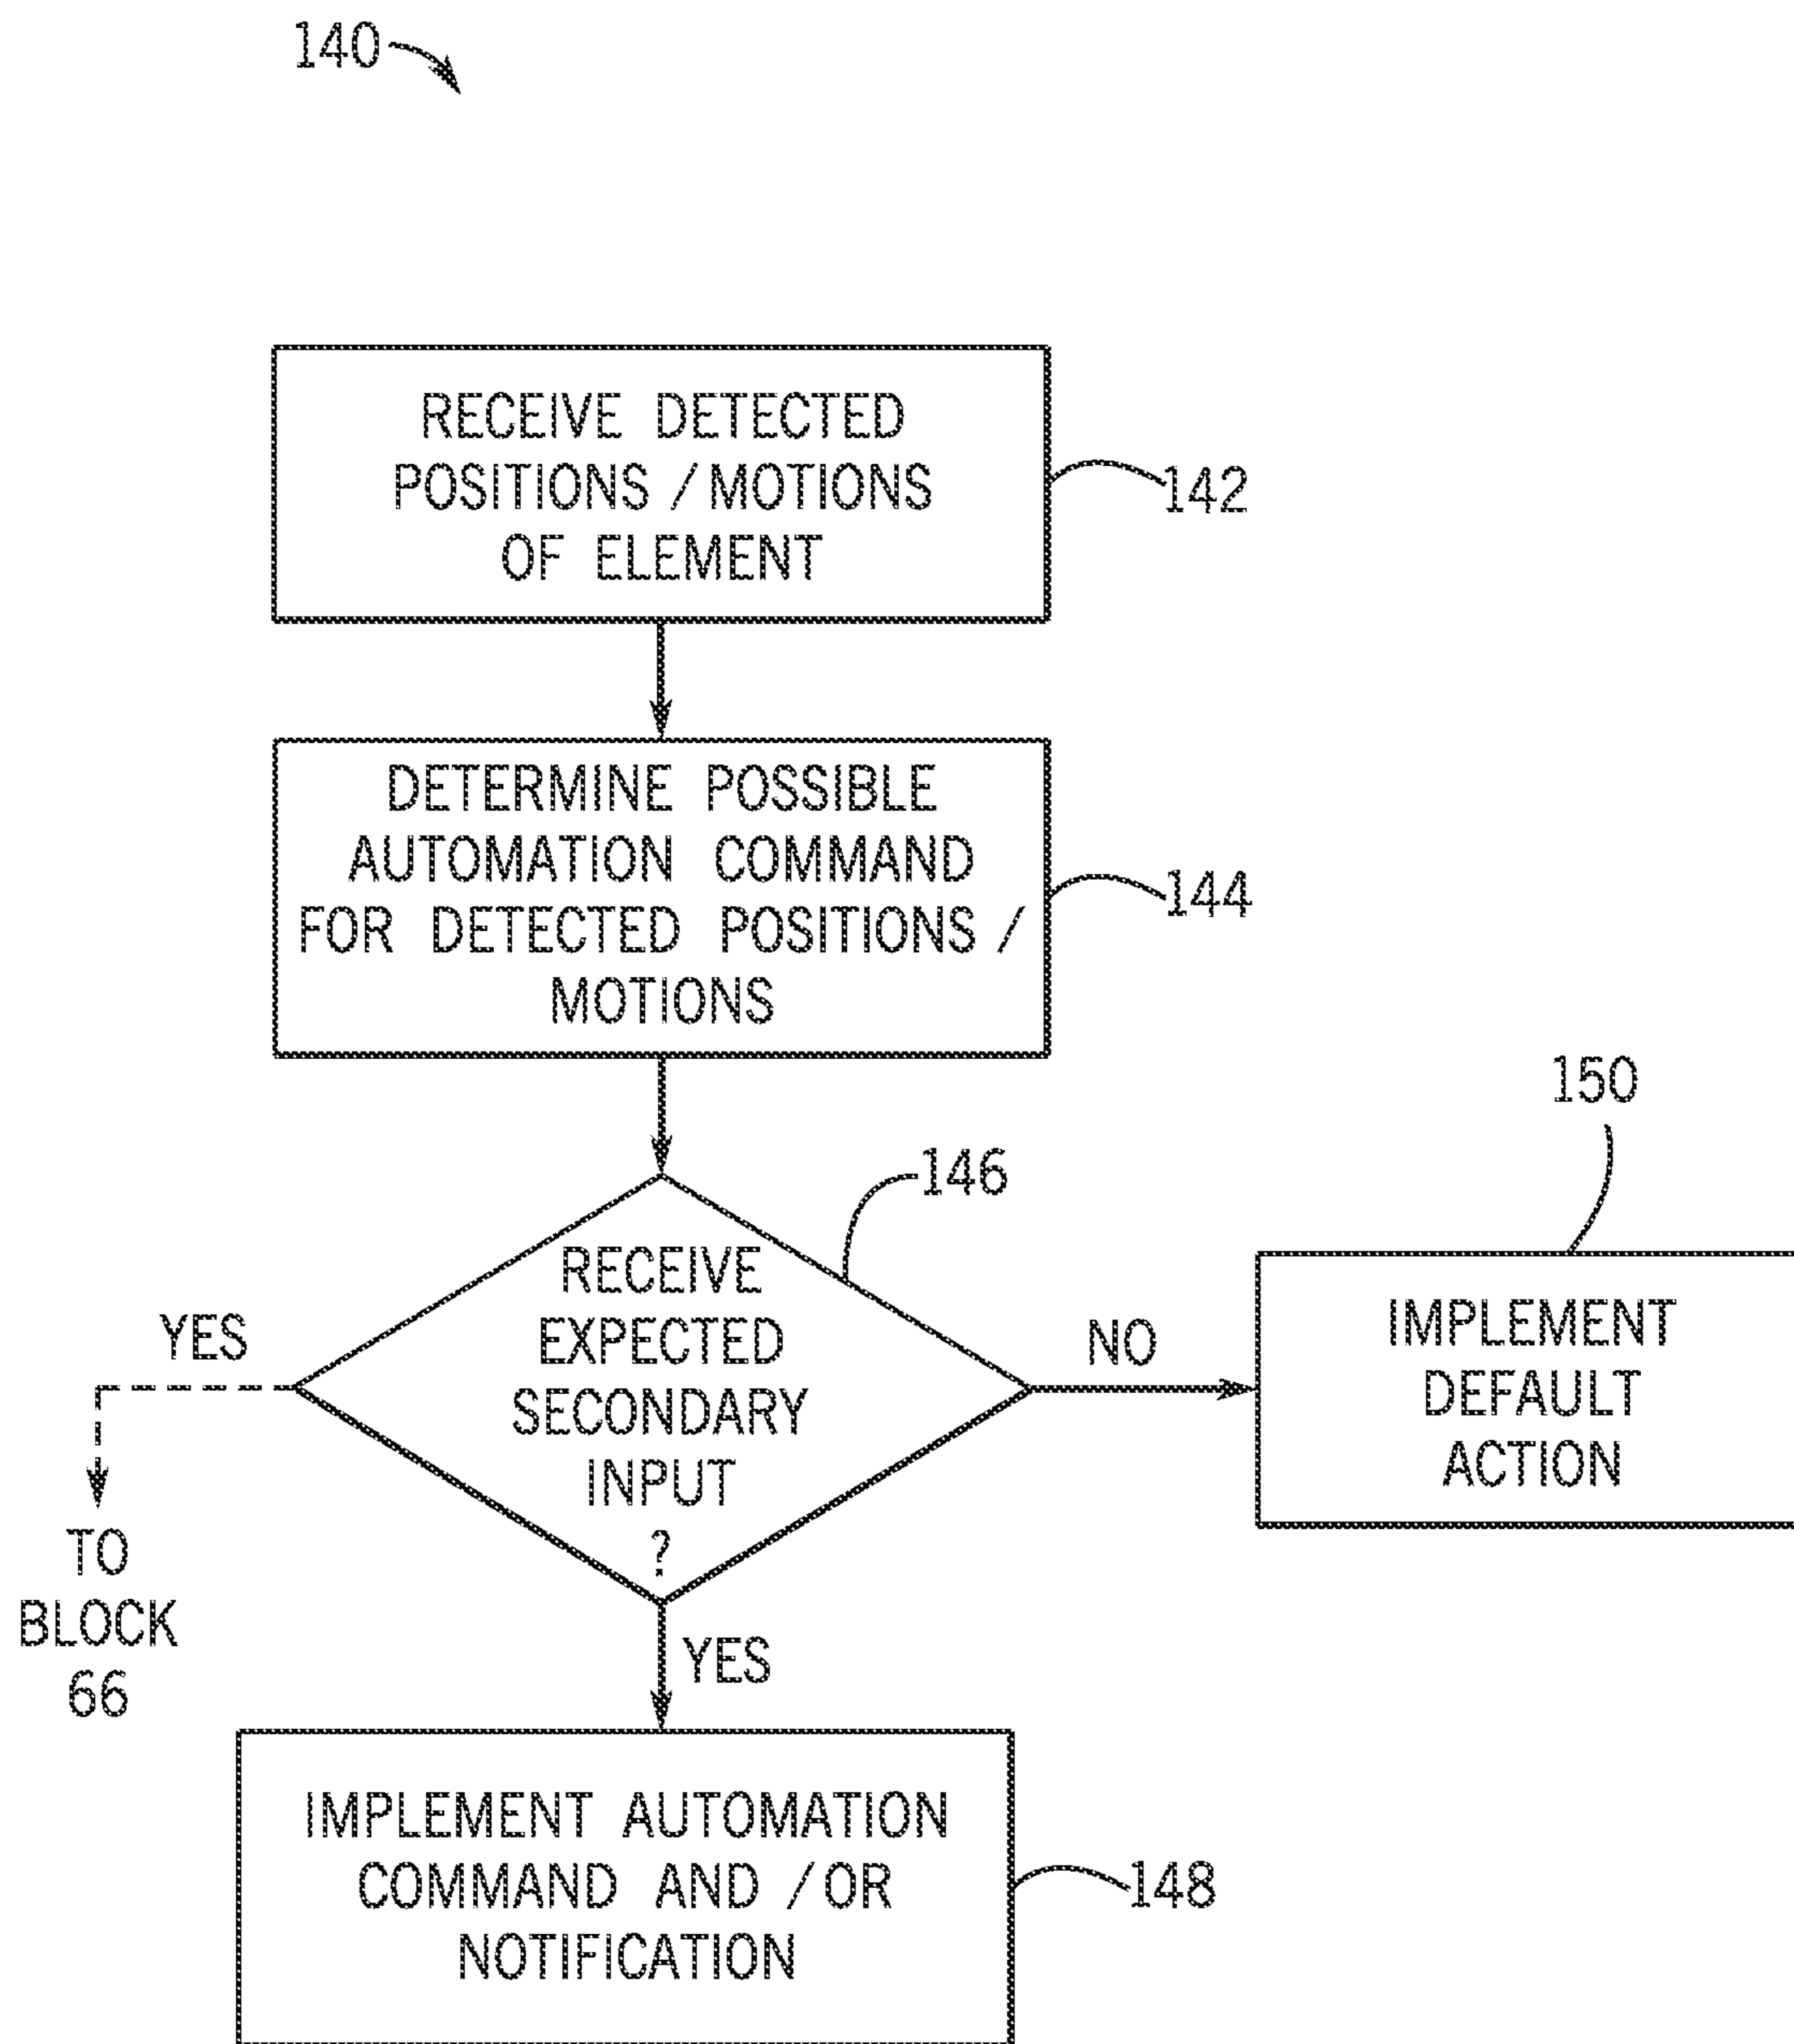 140
RECEIVE DETECTED
POSITIONS / MOTIONS
OF ELEMENT
142
DETERMINE POSSIBLE
AUTOMATION COMMAND
FOR DETECTED POSITIONS /
MOTIONS
144
146
RECEIVE
EXPECTED
SECONDARY
INPUT
?
YES
TO
BLOCK
66
NO
150
IMPLEMENT
DEFAULT
ACTION
YES
IMPLEMENT AUTOMATION
COMMAND AND / OR
NOTIFICATION
148